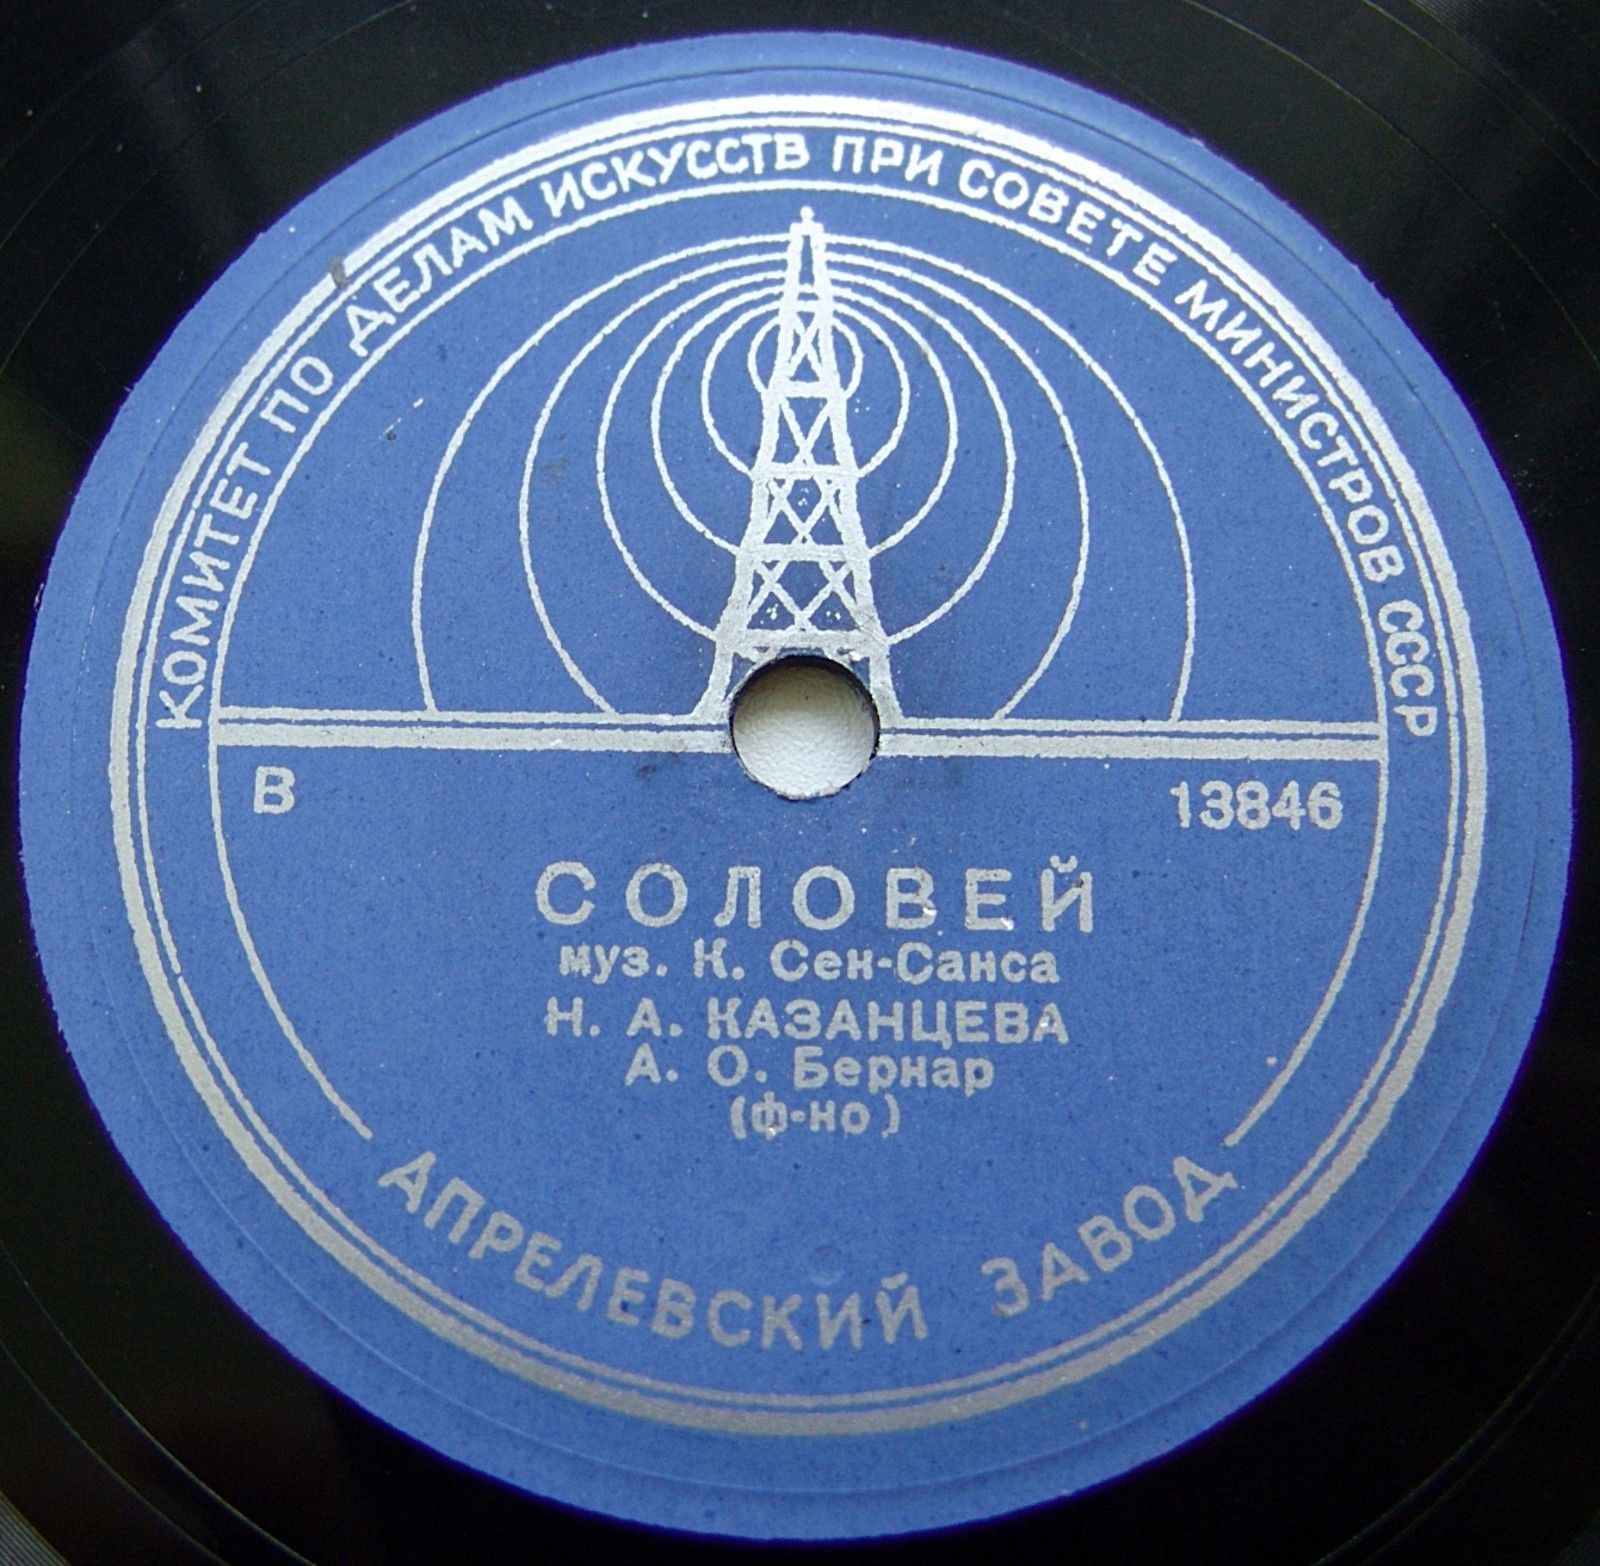 КОМИТЕТ ПО ДЕЛАМ ИСКУССТВ ПРИ СОВЕТЕ МИНИСТРОВ СССР
В 13846
СОЛОВЕЙ
муз. К. Сен-Санса
Н. А. КАЗАНЦЕВА
А. О. Бернар
(ф-но)
АПРЕЛЕВСКИЙ ЗАВОД